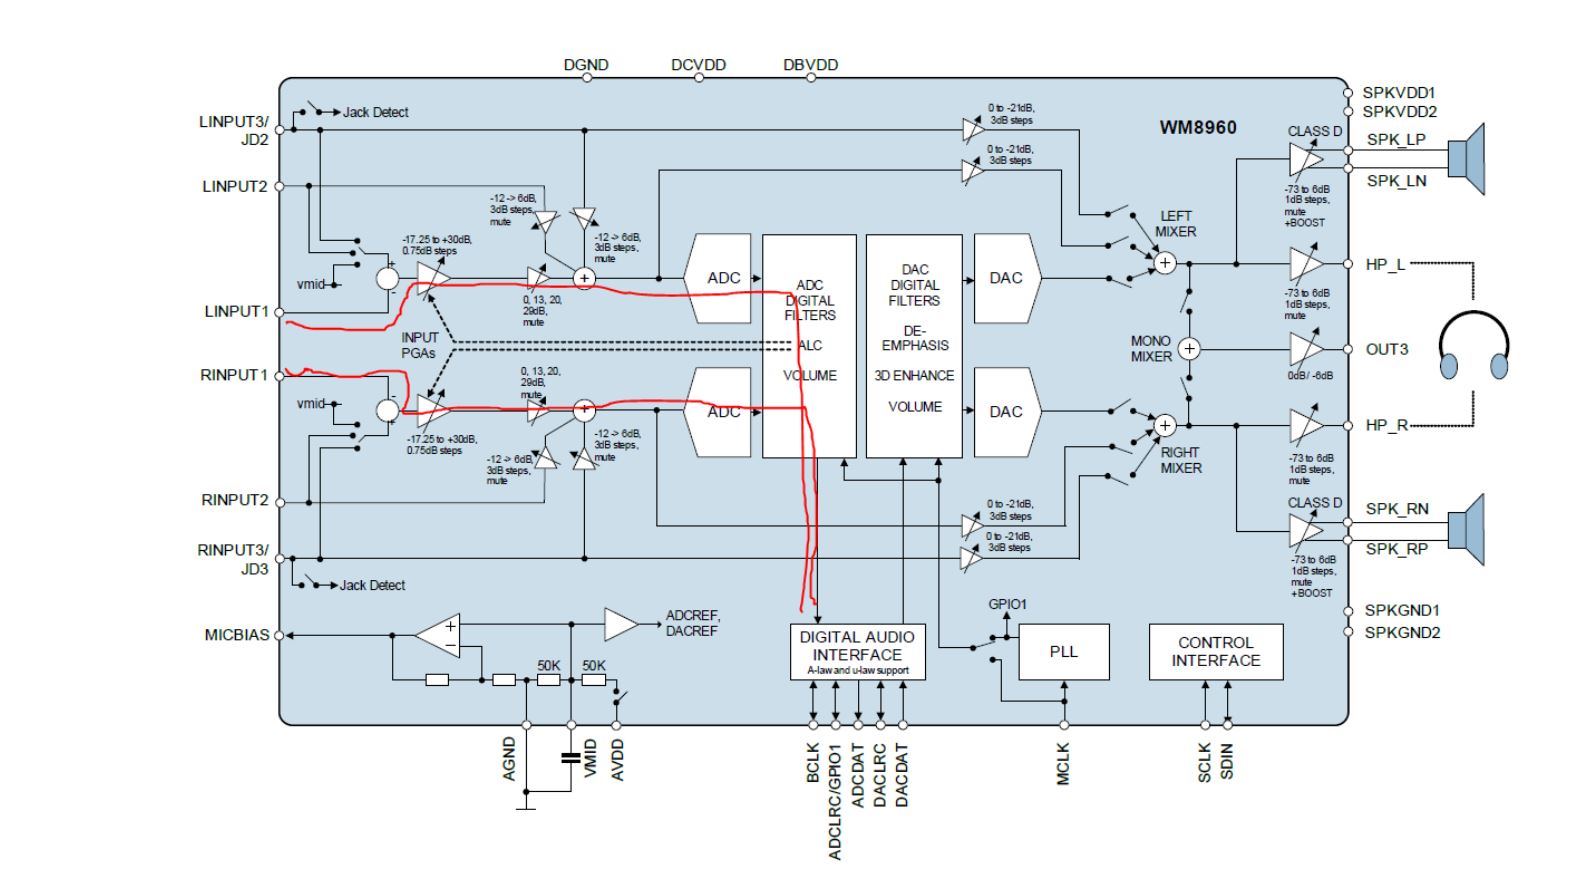 DGND
DCVDD
DBVDD
SPKVDD1
SPKVDD2
LINPUT3/
JD2
Jack Detect
0 to -21dB,
3dB steps
WM8960
CLASS D
SPK_LP
0 to -21dB,
3dB steps
SPK_LN
LINPUT2
-12 -> 6dB,
3dB steps,
mute
-73 to 6dB
1dB steps,
mute
+BOOST
LEFT
MIXER
-17.25 to +30dB,
0.75dB steps
-12 -> 6dB,
3dB steps,
mute
+
-
vmid
+
ADC
ADC
DIGITAL
FILTERS
ALC
VOLUME
DAC
DIGITAL
FILTERS
DE-
EMPHASIS
3D ENHANCE
VOLUME
DAC
+
HP_L
-73 to 6dB
1dB steps,
mute
LINPUT1
0, 13, 20,
29dB,
mute
INPUT
PGAs
MONO
MIXER
+
OUT3
0dB/ -6dB
RINPUT1
0, 13, 20,
29dB,
mute
vmid
-
+
+
ADC
DAC
+
HP_R
RIGHT
MIXER
-17.25 to +30dB,
0.75dB steps
-12 -> 6dB,
3dB steps,
mute
-12 -> 6dB,
3dB steps,
mute
-73 to 6dB
1dB steps,
mute
RINPUT2
0 to -21dB,
3dB steps
CLASS D
SPK_RN
RINPUT3/
JD3
0 to -21dB,
3dB steps
SPK_RP
-73 to 6dB
1dB steps,
mute
+BOOST
Jack Detect
MICBIAS
+
−
ADCREF,
DACREF
50K
50K
GPIO1
SPKGND1
SPKGND2
DIGITAL AUDIO
INTERFACE
A-law and u-law support
PLL
CONTROL
INTERFACE
AGND
VMID
AVDD
BCLK
ADCLRC/GPIO1
ADCDAT
DACLRC
DACDAT
MCLK
SCLK
SDIN